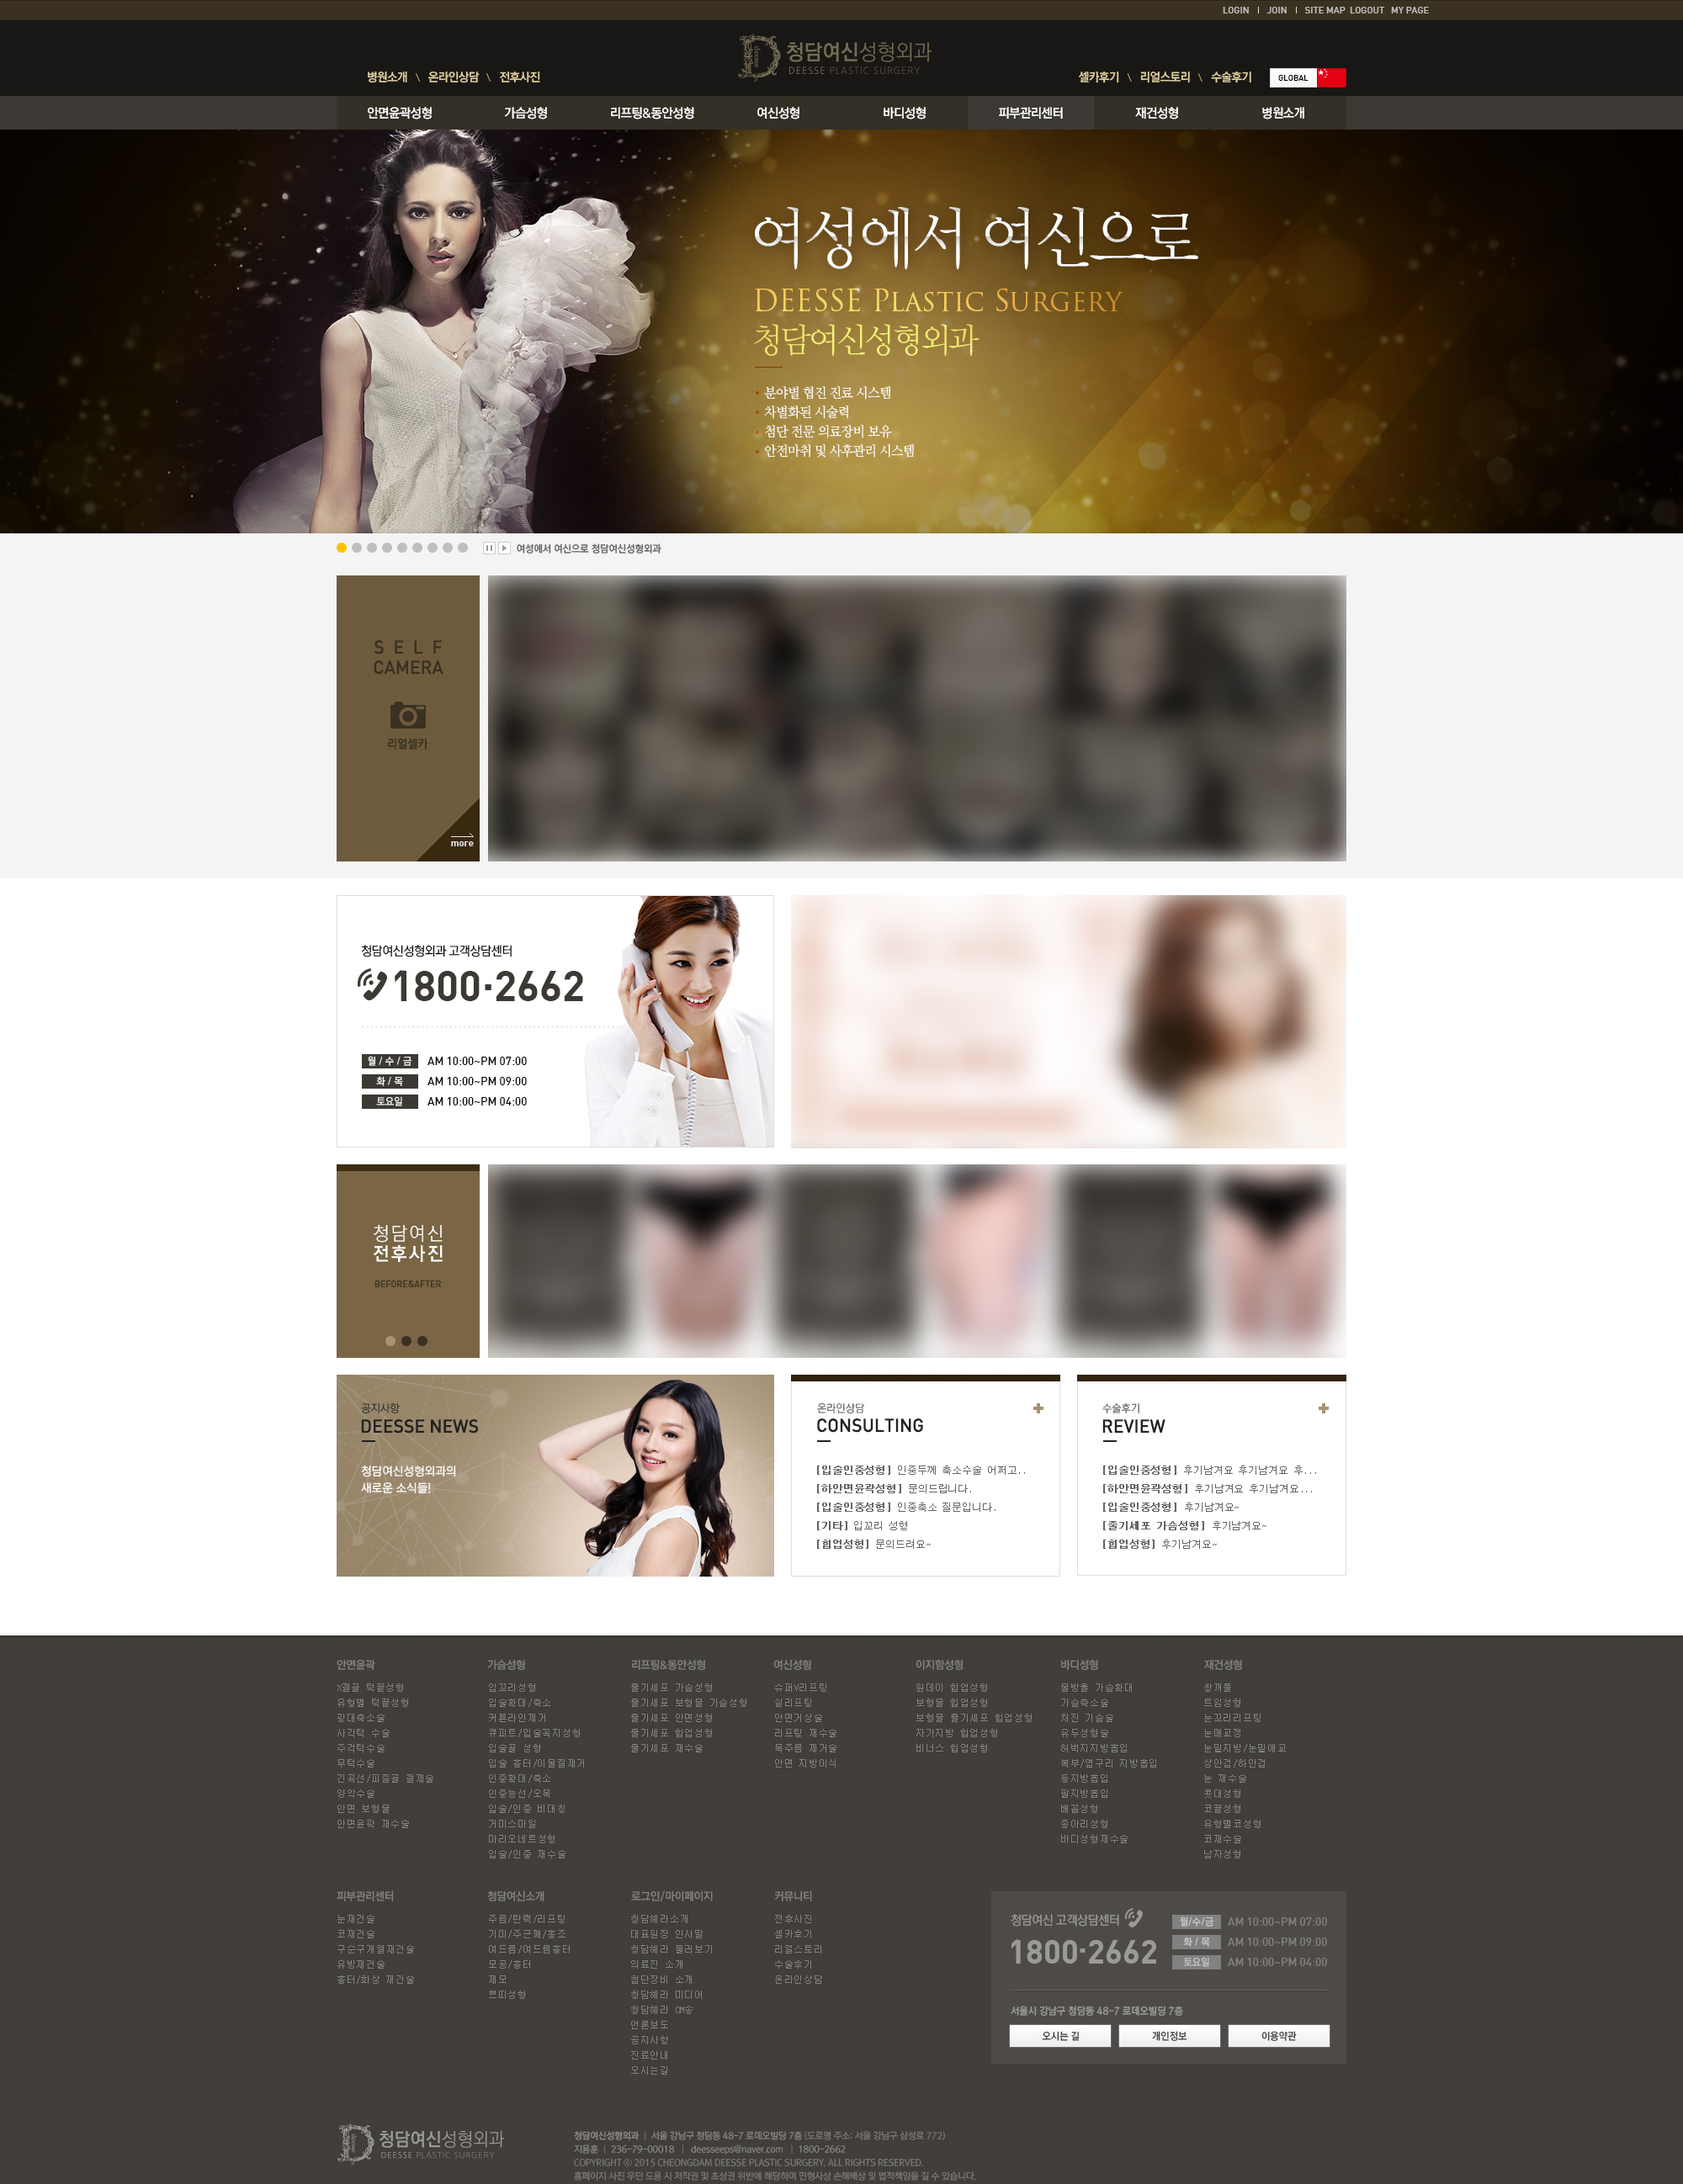 LOGIN | JOIN | SITE MAP LOGOUT MY PAGE
청담여신성형외과
DEESSE PLASTIC SURGERY
병원소개 \ 온라인상담 \ 전후사진
셀카후기 \ 리얼스토리 \ 수술후기
GLOBAL
안면윤곽성형 가슴성형 리프팅&동안성형 여신성형 바디성형 피부관리센터 재건성형 병원소개
여성에서 여신으로
DEESSE PLASTIC SURGERY
청담여신성형외과
· 분야별 협진 진료 시스템
· 차별화된 시술력
· 첨단 전문 의료장비 보유
· 안전마취 및 사후관리 시스템
여성에서 여신으로 청담여신성형외과
SELF
CAMERA
리얼셀카
more
청담여신성형외과 고객상담센터
1800·2662
월 / 수 / 금 AM 10:00~PM 07:00
화 / 목 AM 10:00~PM 09:00
토요일 AM 10:00~PM 04:00
청담여신
전후사진
BEFORE&AFTER
공지사항
DEESSE NEWS
청담여신성형외과의
새로운 소식들!
온라인상담
CONSULTING
[입술인중성형] 인중두께 축소수술 어쩌고..
[하안면윤곽성형] 문의드립니다.
[입술인중성형] 인중축소 질문입니다.
[기타] 입꼬리 성형
[힙업성형] 문의드려요~
수술후기
REVIEW
[입술인중성형] 후기남겨요 후기남겨요 후...
[하안면윤곽성형] 후기남겨요 후기남겨요...
[입술인중성형] 후기남겨요~
[줄기세포 가슴성형] 후기남겨요~
[힙업성형] 후기남겨요~
안면윤곽
X절골 턱끝성형
유형별 턱끝성형
앞대축소술
사각턱 수술
주걱턱수술
무턱수술
긴곡선/피질골 절제술
양악수술
안면 보형물
안면윤곽 재수술
가슴성형
입꼬리성형
입술확대/축소
커튼라인제거
큐피트/입술꼭지성형
입술골 성형
입술 흉터/이물질제거
인중확대/축소
인중능선/오목
입술/인중 비대칭
거미스마일
마리오네트성형
입술/인중 재수술
리프팅&동안성형
줄기세포 가슴성형
줄기세포 보형물 가슴성형
줄기세포 안면성형
줄기세포 힙업성형
줄기세포 재수술
여신성형
슈퍼V리프팅
실리프팅
안면거상술
리프팅 재수술
목주름 제거술
안면 지방이식
이지함성형
원데이 힙업성형
보형물 힙업성형
보형물 줄기세포 힙업성형
자가지방 힙업성형
비너스 힙업성형
바디성형
물방울 가슴확대
가슴축소술
처진 가슴술
유두성형술
허벅지지방흡입
복부/옆구리 지방흡입
등지방흡입
팔지방흡입
배꼽성형
종아리성형
바디성형재수술
재건성형
쌍꺼풀
트임성형
눈꼬리리프팅
눈매교정
눈밑지방/눈밑애교
상안검/하안검
눈 재수술
콧대성형
코끝성형
유형별코성형
코재수술
남자성형
피부관리센터
눈재건술
코재건술
구순구개열재건술
유방재건술
흉터/화상 재건술
청담여신소개
주름/탄력/리프팅
기미/주근깨/홍조
여드름/여드름흉터
모공/흉터
제모
쁘띠성형
로그인/마이페이지
청담헤라소개
대표원장 인사말
청담헤라 둘러보기
의료진 소개
첨단장비 소개
청담헤라 미디어
청담헤라 CM송
언론보도
공지사항
진료안내
오시는길
커뮤니티
전후사진
셀카후기
리얼스토리
수술후기
온라인상담
청담여신 고객상담센터
1800·2662
월/수/금 AM 10:00~PM 07:00
화 / 목 AM 10:00~PM 09:00
토요일 AM 10:00~PM 04:00
서울시 강남구 청담동 48-7 로데오빌딩 7층
오시는 길 개인정보 이용약관
청담여신성형외과
DEESSE PLASTIC SURGERY
청담여신성형외과 | 서울 강남구 청담동 48-7 로데오빌딩 7층 (도로명 주소: 서울 강남구 삼성로 772)
지용훈 | 236-79-00018 | deesseeps@naver.com | 1800-2662
COPYRIGHT ⓒ 2015 CHEONGDAM DEESSE PLASTIC SURGERY. ALL RIGHTS RESERVED.
홈페이지 사진 무단 도용 시 저작권 및 초상권 위반에 해당하며 민형사상 손해배상 및 법적책임을 질 수 있습니다.